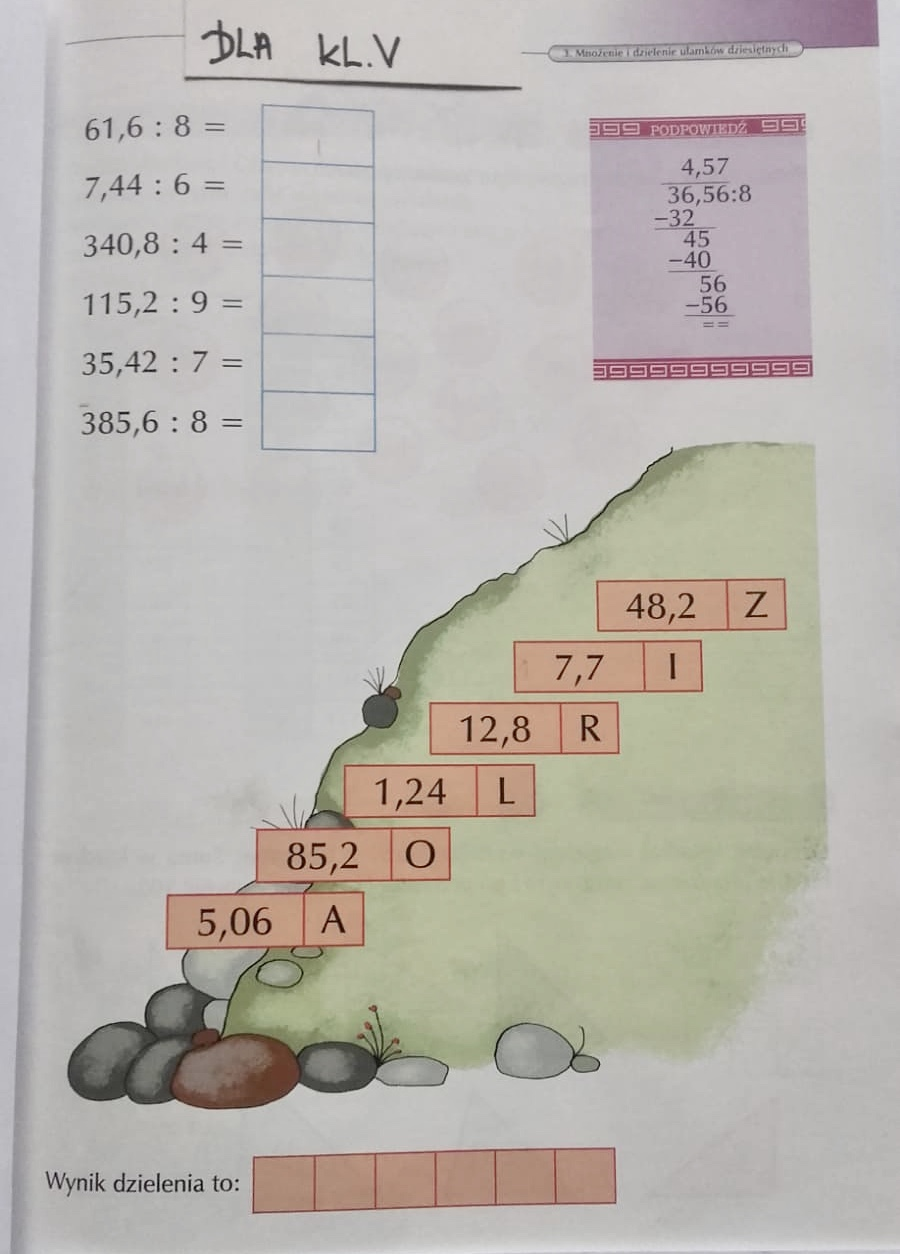 DLA KL.V
3. Mnożenie i dzielenie ułamków dziesiętnych
61,6 : 8 =
7,44 : 6 =
340,8 : 4 =
115,2 : 9 =
35,42 : 7 =
385,6 : 8 =
PODPOWIEDŹ
4,57
36,56:8
−32
45
−40
56
−56
==
48,2 Z
7,7 I
12,8 R
1,24 L
85,2 O
5,06 A
Wynik dzielenia to: